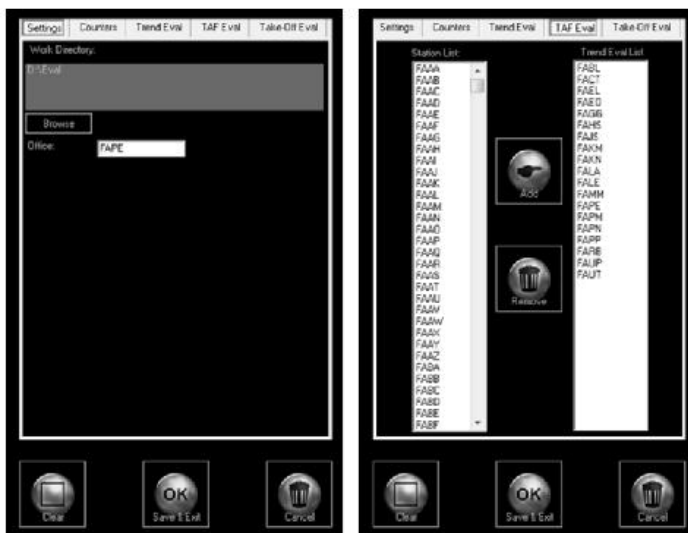 Settings Counters Trend Eval TAF Eval Take-Off Eval
Work Directory:
D:\Eval
Browse
Office: FAPE
Clear
OK
Save & Exit
Cancel
Settings Counters Trend Eval TAF Eval Take-Off Eval
Station List:
FAAA
FAAB
FAAC
FAAD
FAAE
FAAF
FAAG
FAAH
FAAI
FAAJ
FAAK
FAAL
FAAM
FAAN
FAAO
FAAP
FAAQ
FAAR
FAAS
FAAT
FAAU
FAAV
FAAW
FAAX
FAAY
FAAZ
FABA
FABB
FABC
FABD
FABE
FABF
Add
Remove
Trend Eval List
FABL
FACT
FAEL
FAEO
FAGG
FAHS
FAJS
FAKM
FAKN
FALA
FALE
FAMM
FAPE
FAPM
FAPN
FAPP
FARB
FAUP
FAUT
Clear
OK
Save & Exit
Cancel